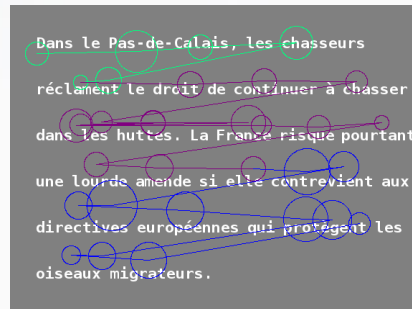 Dans le Pas-de-Calais, les chasseurs
réclament le droit de continuer à chasser
dans les huttes. La France risque pourtant
une lourde amende si elle contrevient aux
directives européennes qui protègent les
oiseaux migrateurs.